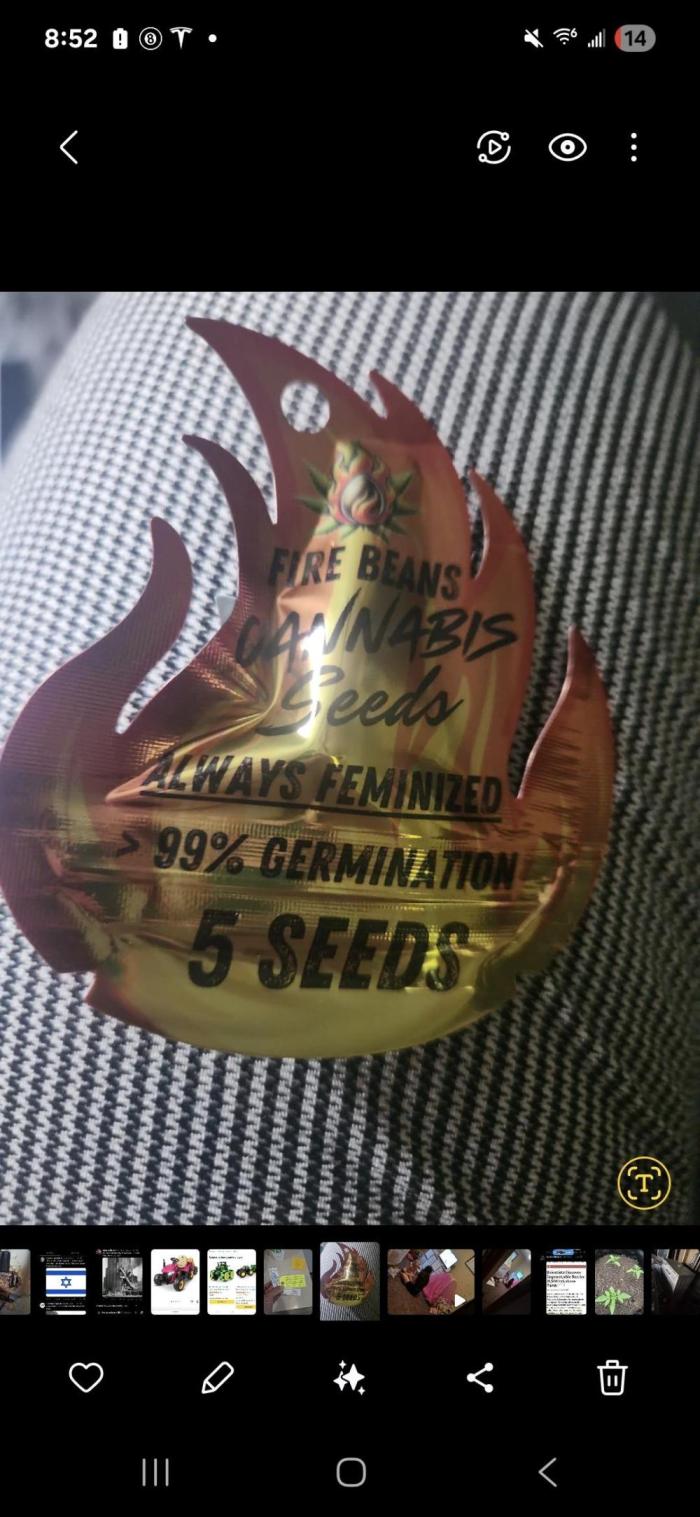 8:52
14
FIRE BEANS
CANNABIS
Seeds
ALWAYS FEMINIZED
> 99% GERMINATION
5 SEEDS
T